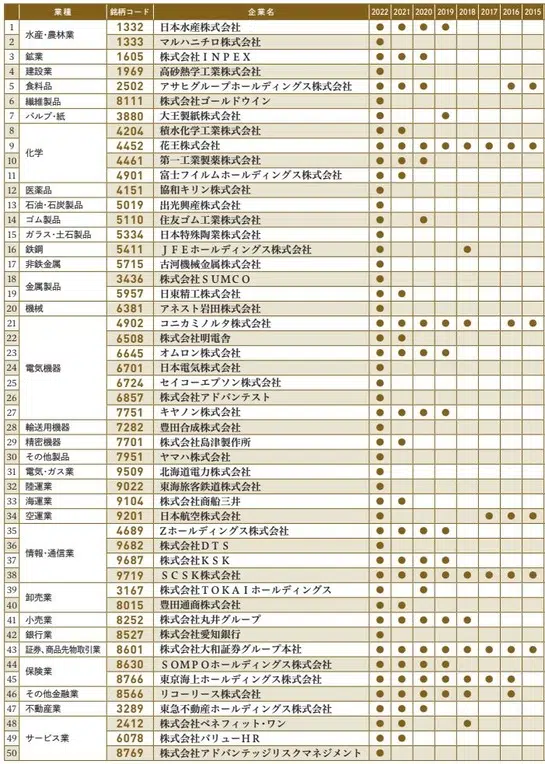 業種 銘柄コード 企業名 2022 2021 2020 2019 2018 2017 2016 2015
1 水産・農林業 1332 日本水産株式会社 ● ● ● ●
2 1333 マルハニチロ株式会社 ●
3 鉱業 1605 株式会社INPEX ● ● ●
4 建設業 1969 高砂熱学工業株式会社 ●
5 食料品 2502 アサヒグループホールディングス株式会社 ● ● ● ● ●
6 繊維製品 8111 株式会社ゴールドウイン ●
7 パルプ・紙 3880 大王製紙株式会社 ● ●
8 化学 4204 積水化学工業株式会社 ● ●
9 4452 花王株式会社 ● ● ● ● ● ● ● ●
10 4461 第一工業製薬株式会社 ● ● ●
11 4901 富士フイルムホールディングス株式会社 ● ●
12 医薬品 4151 協和キリン株式会社 ●
13 石油・石炭製品 5019 出光興産株式会社 ●
14 ゴム製品 5110 住友ゴム工業株式会社 ● ●
15 ガラス・土石製品 5334 日本特殊陶業株式会社 ●
16 鉄鋼 5411 JFEホールディングス株式会社 ● ●
17 非鉄金属 5715 古河機械金属株式会社 ●
18 金属製品 3436 株式会社SUMCO ●
19 5957 日東精工株式会社 ● ●
20 機械 6381 アネスト岩田株式会社 ●
21 電気機器 4902 コニカミノルタ株式会社 ● ● ● ● ● ● ●
22 6508 株式会社明電舎 ● ●
23 6645 オムロン株式会社 ● ● ● ●
24 6701 日本電気株式会社 ●
25 6724 セイコーエプソン株式会社 ●
26 6857 株式会社アドバンテスト ●
27 7751 キヤノン株式会社 ● ● ● ●
28 輸送用機器 7282 豊田合成株式会社 ●
29 精密機器 7701 株式会社島津製作所 ● ●
30 その他製品 7951 ヤマハ株式会社 ●
31 電気・ガス業 9509 北海道電力株式会社 ●
32 陸運業 9022 東海旅客鉄道株式会社 ●
33 海運業 9104 株式会社商船三井 ● ●
34 空運業 9201 日本航空株式会社 ● ● ● ●
35 情報・通信業 4689 Zホールディングス株式会社 ● ● ● ●
36 9682 株式会社DTS ●
37 9687 株式会社KSK ● ● ● ●
38 9719 SCSK株式会社 ● ● ● ● ● ● ● ●
39 卸売業 3167 株式会社TOKAIホールディングス ● ●
40 8015 豊田通商株式会社 ● ●
41 小売業 8252 株式会社丸井グループ ● ● ● ● ●
42 銀行業 8527 株式会社愛知銀行 ●
43 証券、商品先物取引業 8601 株式会社大和証券グループ本社 ● ● ● ● ● ● ● ●
44 保険業 8630 SOMPOホールディングス株式会社 ● ● ● ●
45 8766 東京海上ホールディングス株式会社 ● ● ● ● ● ● ●
46 その他金融業 8566 リコーリース株式会社 ● ● ● ● ● ●
47 不動産業 3289 東急不動産ホールディングス株式会社 ● ● ●
48 サービス業 2412 株式会社ベネフィット・ワン ● ● ●
49 6078 株式会社バリューHR ● ●
50 8769 株式会社アドバンテッジリスクマネジメント ●